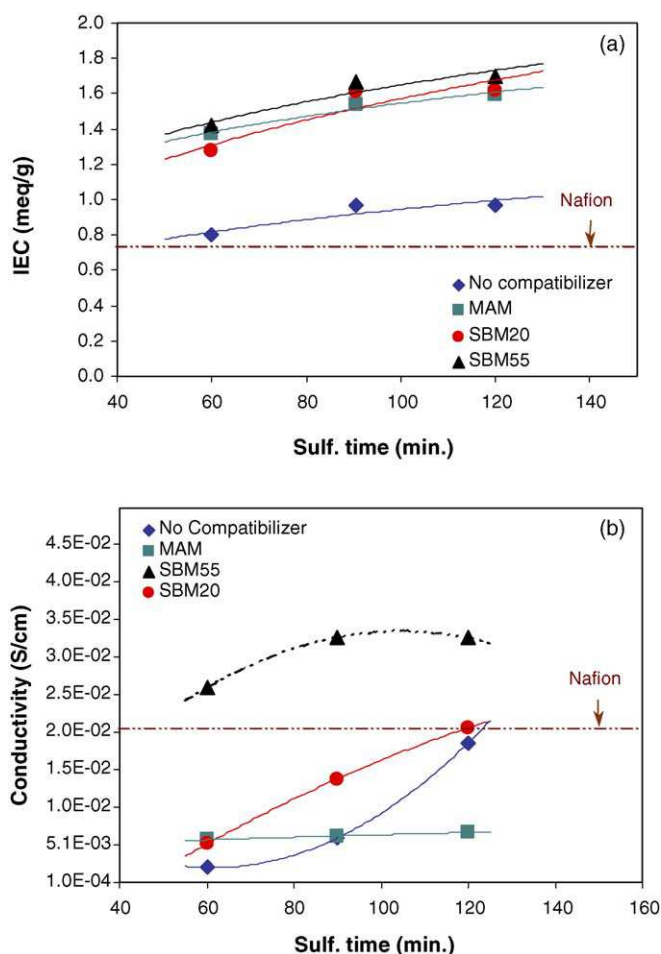 (a)
1.8
1.6
1.4
1.2
1.0
0.8
0.6
0.4
0.2
0.0
IEC (meq/g)
Nafion
No compatibilizer
MAM
SBM20
SBM55
40 60 80 100 120 140
Sulf. time (min.)
(b)
No Compatibilizer
MAM
SBM55
SBM20
4.5E-02
4.0E-02
3.5E-02
3.0E-02
2.5E-02
2.0E-02
1.5E-02
1.0E-02
5.1E-03
1.0E-04
Conductivity (S/cm)
Nafion
40 60 80 100 120 140 160
Sulf. time (min.)